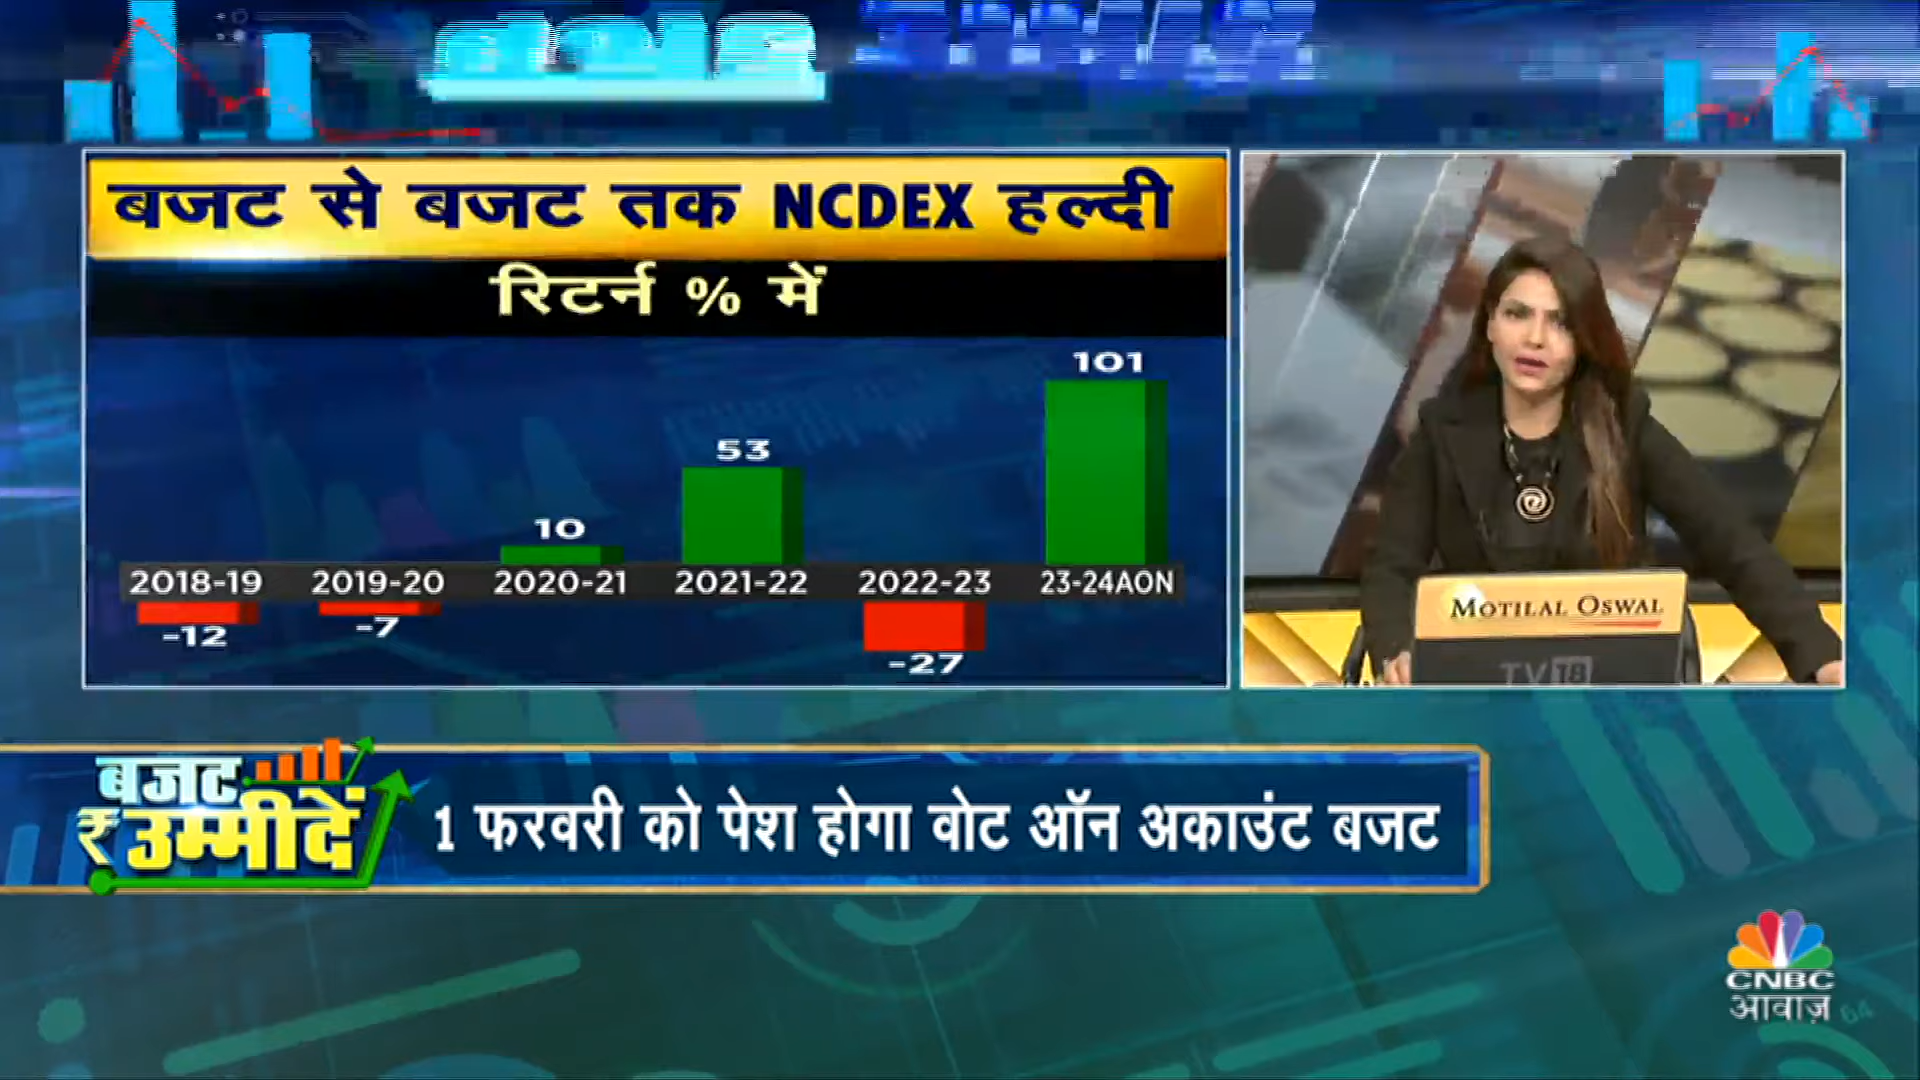 बजट से बजट तक NCDEX हल्दी
रिटर्न % में
101
53
10
2018-19 2019-20 2020-21 2021-22 2022-23 23-24AON
-12
-7
-27
MOTILAL OSWAL
TV18
बजट
₹ उम्मीदें
1 फरवरी को पेश होगा वोट ऑन अकाउंट बजट
CNBC
आवाज़